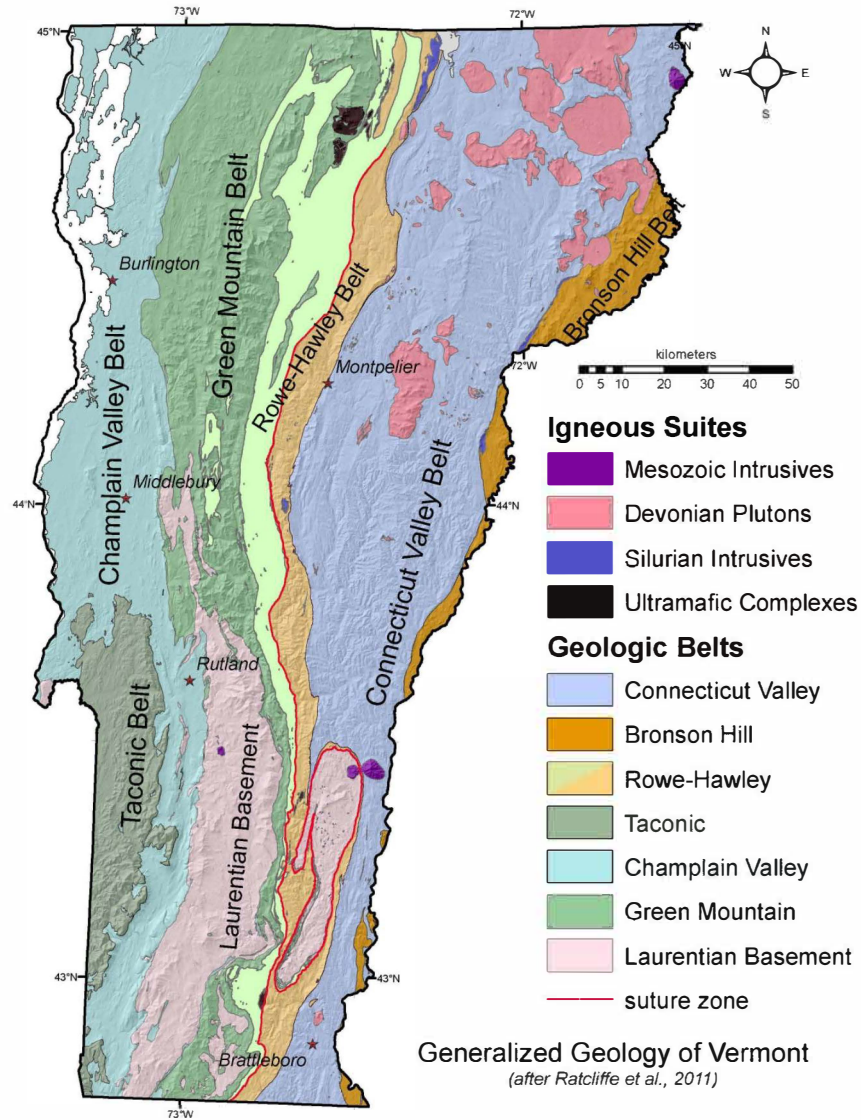 73°W
72°W
45°N
45°N
N
W
E
S
Burlington
Green Mountain Belt
Bronson Hill Belt
Rowe-Hawley Belt
Champlain Valley Belt
Montpelier
72°W
kilometers
0 5 10 20 30 40 50
Middlebury
44°N
44°N
Connecticut Valley Belt
Rutland
Taconic Belt
Laurentian Basement
43°N
43°N
Brattleboro
73°W
Igneous Suites
Mesozoic Intrusives
Devonian Plutons
Silurian Intrusives
Ultramafic Complexes
Geologic Belts
Connecticut Valley
Bronson Hill
Rowe-Hawley
Taconic
Champlain Valley
Green Mountain
Laurentian Basement
suture zone
Generalized Geology of Vermont
(after Ratcliffe et al., 2011)